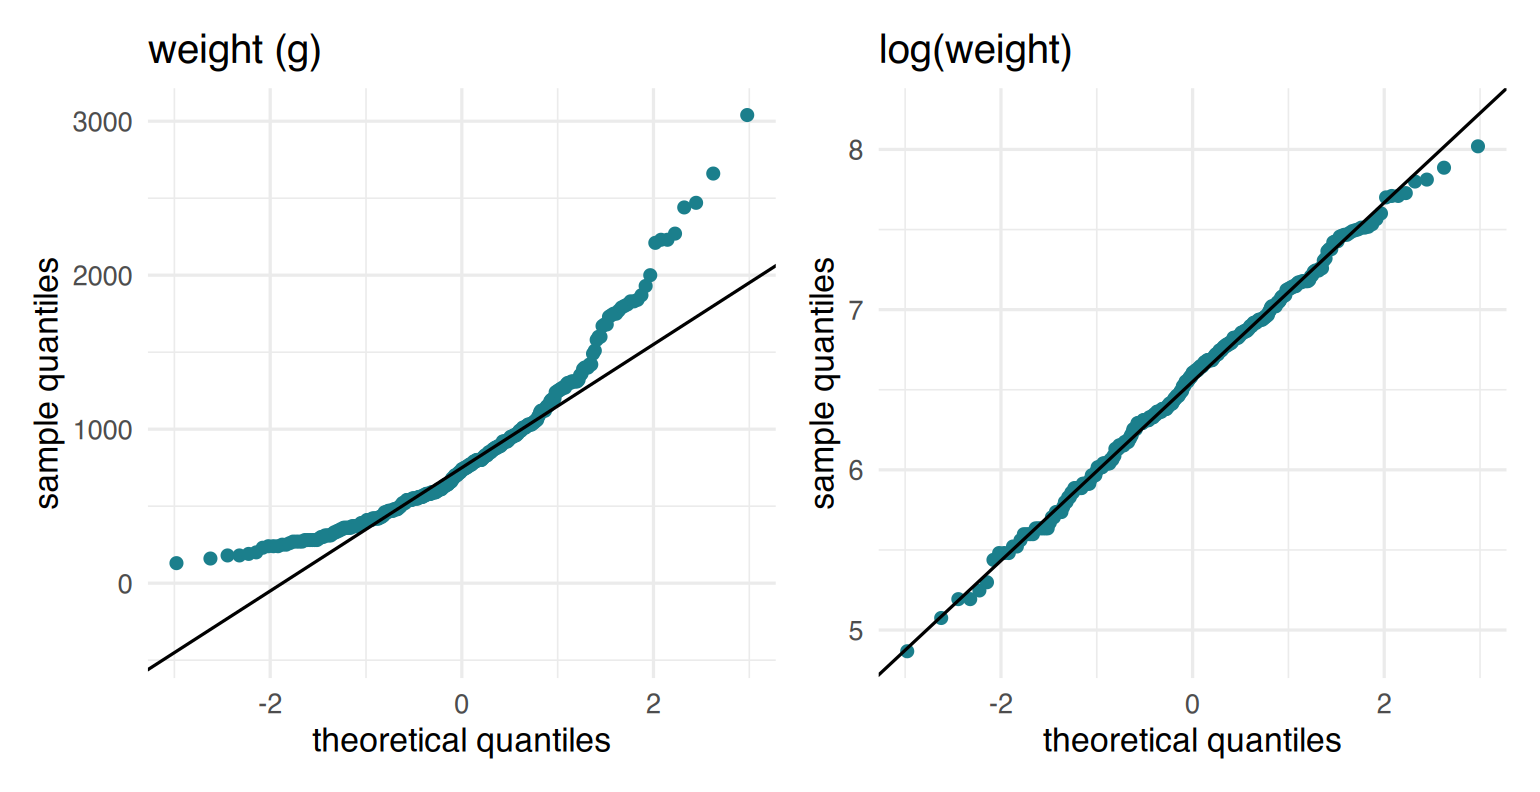 weight (g)
sample quantiles
3000
2000
1000
0
-2
0
2
theoretical quantiles
log(weight)
sample quantiles
8
7
6
5
-2
0
2
theoretical quantiles